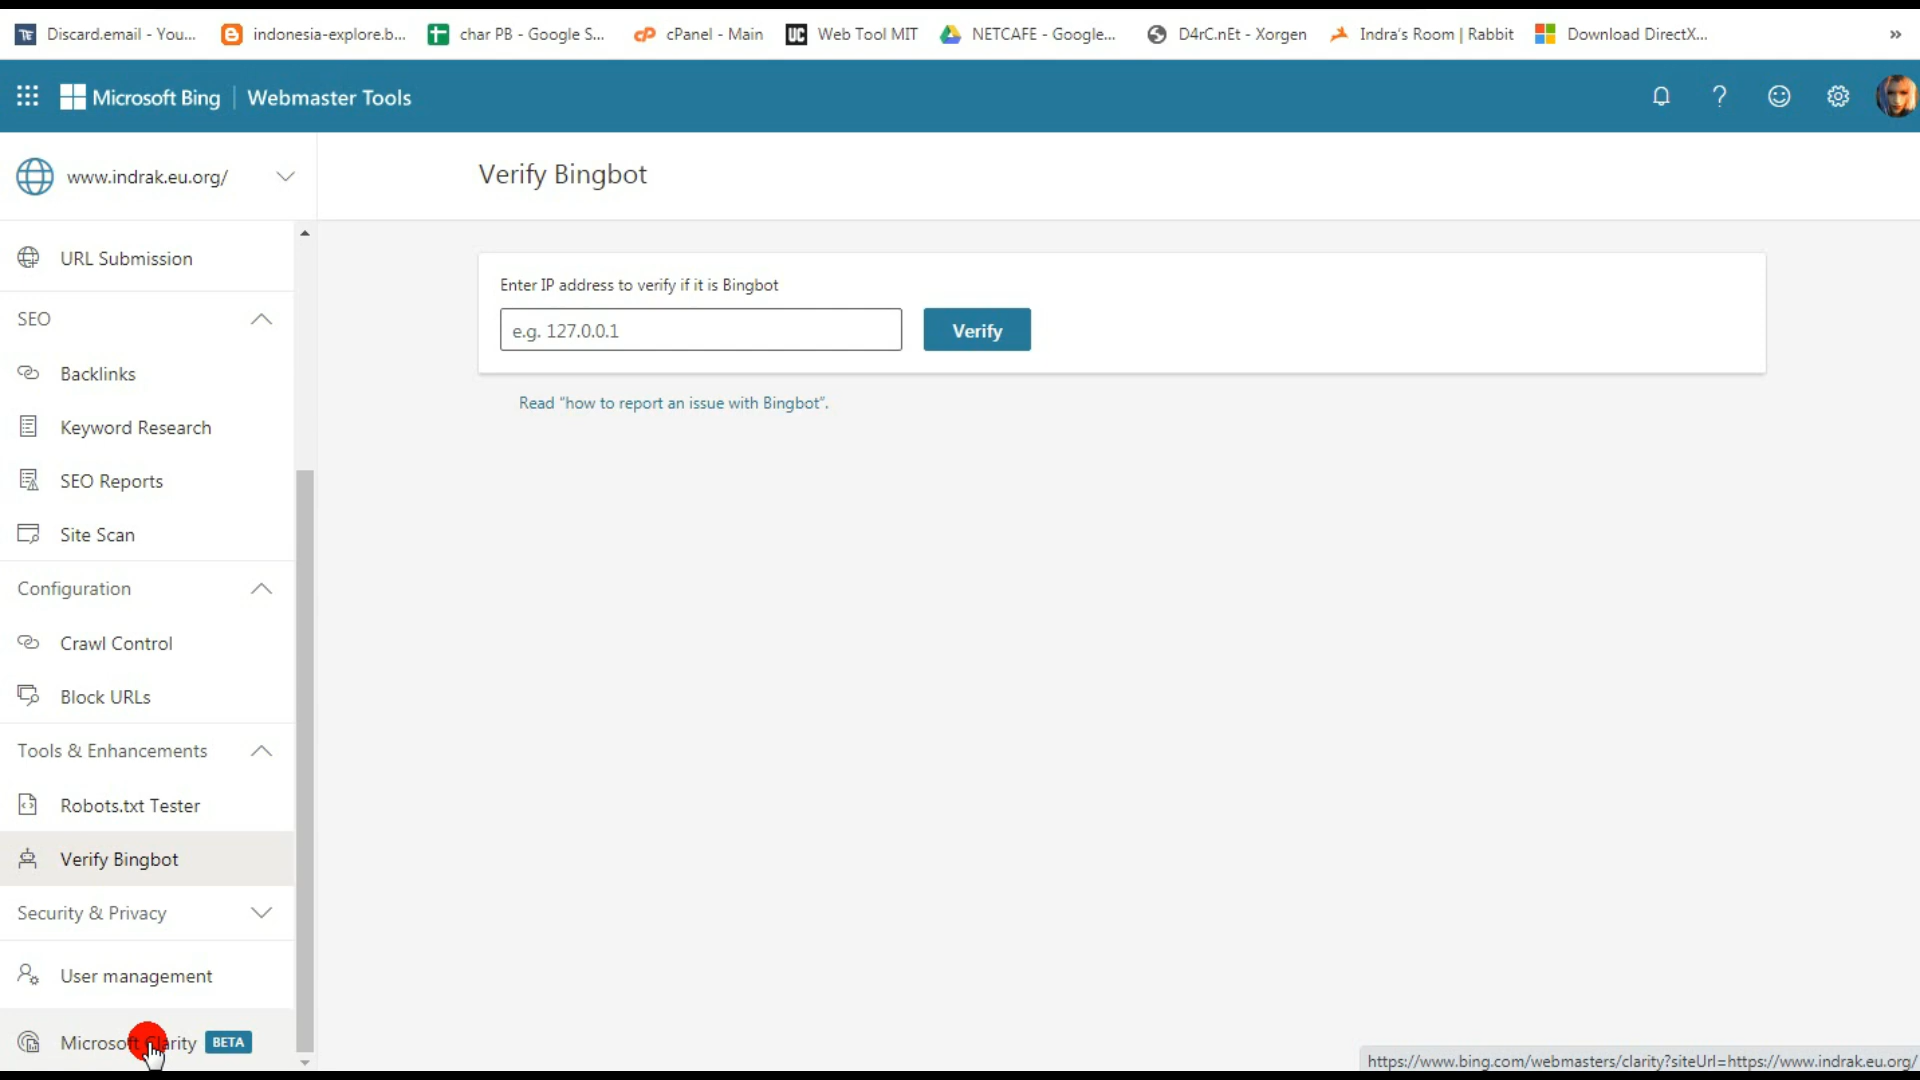 Discard.email - You... indonesia-explore.b... char PB - Google S... cP cPanel - Main UC Web Tool MIT NETCAFE - Google... D4rC.nEt - Xorgen Indra's Room | Rabbit Download DirectX... »
Microsoft Bing | Webmaster Tools
www.indrak.eu.org/
Verify Bingbot
URL Submission
SEO
Backlinks
Keyword Research
SEO Reports
Site Scan
Configuration
Crawl Control
Block URLs
Tools & Enhancements
Robots.txt Tester
Verify Bingbot
Security & Privacy
User management
Microsoft Clarity BETA
Enter IP address to verify if it is Bingbot
e.g. 127.0.0.1 Verify
Read "how to report an issue with Bingbot".
https://www.bing.com/webmasters/clarity?siteUrl=https://www.indrak.eu.org/